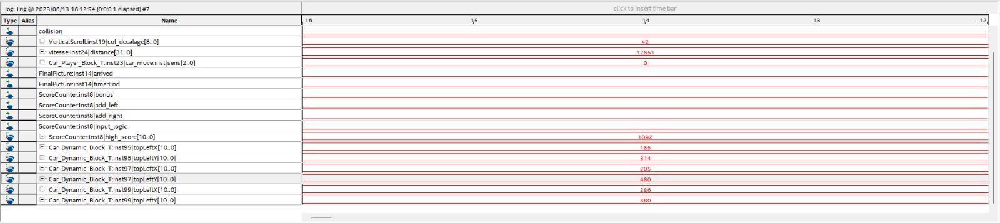 log: Trig @ 2023/06/13 16:12:54 (0:0:0.1 elapsed) #7 click to insert time bar
Type Alias Name -16 -15 -14 -13 -12
collision
VerticalScroll:inst19|col_decalage[8..0] 42
vitesse:inst24|distance[31..0] 17851
Car_Player_Block_T:inst23|car_move:inst|sens[2..0] 0
FinalPicture:inst14|arrived
FinalPicture:inst14|timerEnd
ScoreCounter:inst8|bonus
ScoreCounter:inst8|add_left
ScoreCounter:inst8|add_right
ScoreCounter:inst8|input_logic
ScoreCounter:inst8|high_score[10..0] 1092
Car_Dynamic_Block_T:inst95|topLeftX[10..0] 185
Car_Dynamic_Block_T:inst95|topLeftY[10..0] 314
Car_Dynamic_Block_T:inst97|topLeftX[10..0] 205
Car_Dynamic_Block_T:inst97|topLeftY[10..0] 480
Car_Dynamic_Block_T:inst99|topLeftX[10..0] 386
Car_Dynamic_Block_T:inst99|topLeftY[10..0] 480